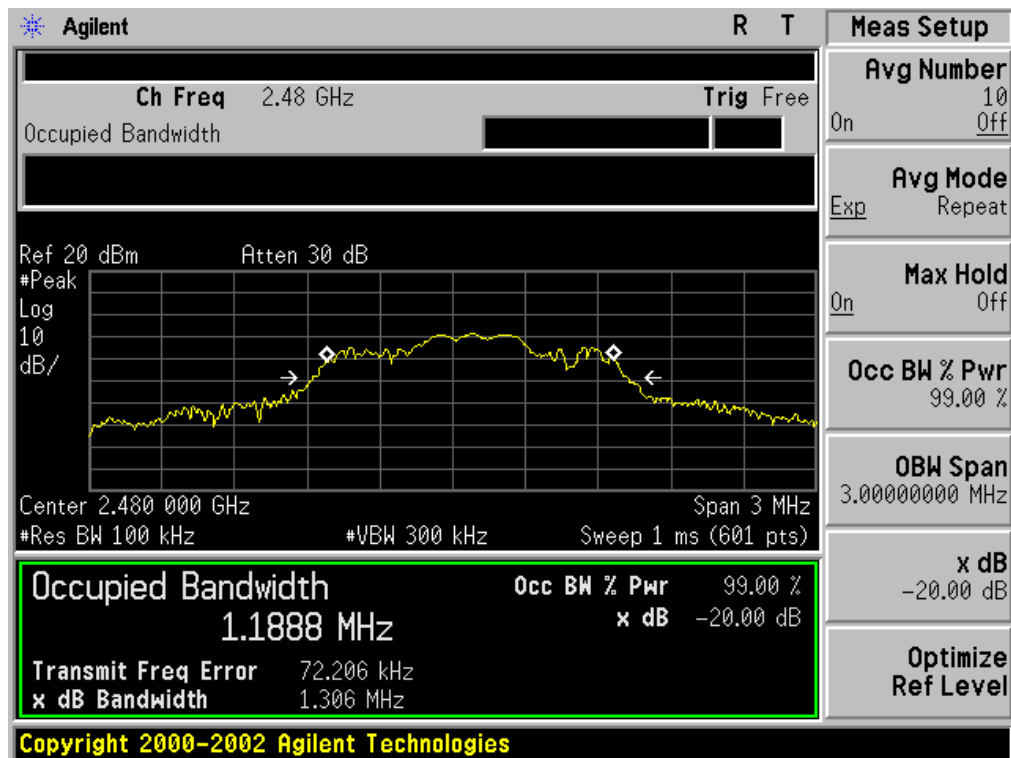 Agilent R T
Meas Setup
Ch Freq 2.48 GHz Trig Free
Occupied Bandwidth
Ref 20 dBm Atten 30 dB
#Peak
Log
10
dB/
Center 2.480 000 GHz Span 3 MHz
#Res BW 100 kHz #VBW 300 kHz Sweep 1 ms (601 pts)
Occupied Bandwidth Occ BW % Pwr 99.00 %
1.1888 MHz x dB -20.00 dB
Transmit Freq Error 72.206 kHz
x dB Bandwidth 1.306 MHz
Avg Number
10
On Off
Avg Mode
Exp Repeat
Max Hold
On Off
Occ BW % Pwr
99.00 %
OBW Span
3.00000000 MHz
x dB
-20.00 dB
Optimize
Ref Level
Copyright 2000-2002 Agilent Technologies